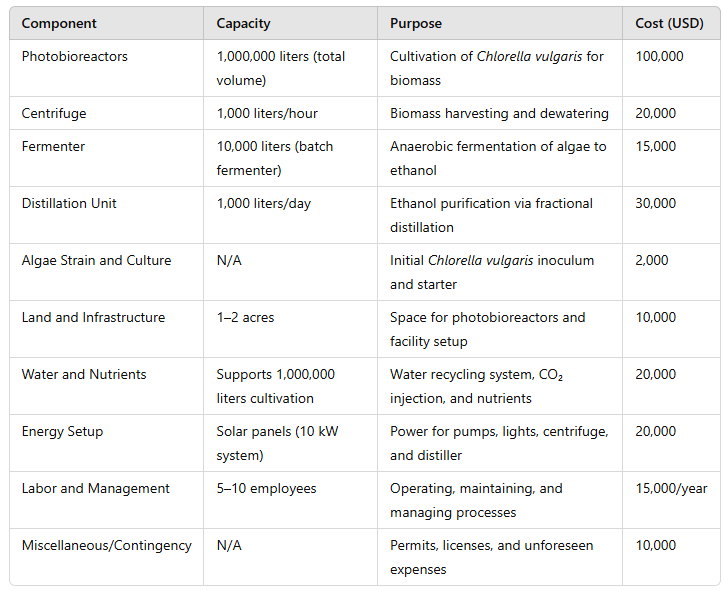 Component Capacity Purpose Cost (USD)
Photobioreactors 1,000,000 liters (total Cultivation of Chlorella vulgaris for 100,000
volume) biomass
Centrifuge 1,000 liters/hour Biomass harvesting and dewatering 20,000
Fermenter 10,000 liters (batch Anaerobic fermentation of algae to 15,000
fermenter) ethanol
Distillation Unit 1,000 liters/day Ethanol purification via fractional 30,000
distillation
Algae Strain and Culture N/A Initial Chlorella vulgaris inoculum 2,000
and starter
Land and Infrastructure 1–2 acres Space for photobioreactors and 10,000
facility setup
Water and Nutrients Supports 1,000,000 Water recycling system, CO₂ 20,000
liters cultivation injection, and nutrients
Energy Setup Solar panels (10 kW Power for pumps, lights, centrifuge, 20,000
system) and distiller
Labor and Management 5–10 employees Operating, maintaining, and 15,000/year
managing processes
Miscellaneous/Contingency N/A Permits, licenses, and unforeseen 10,000
expenses